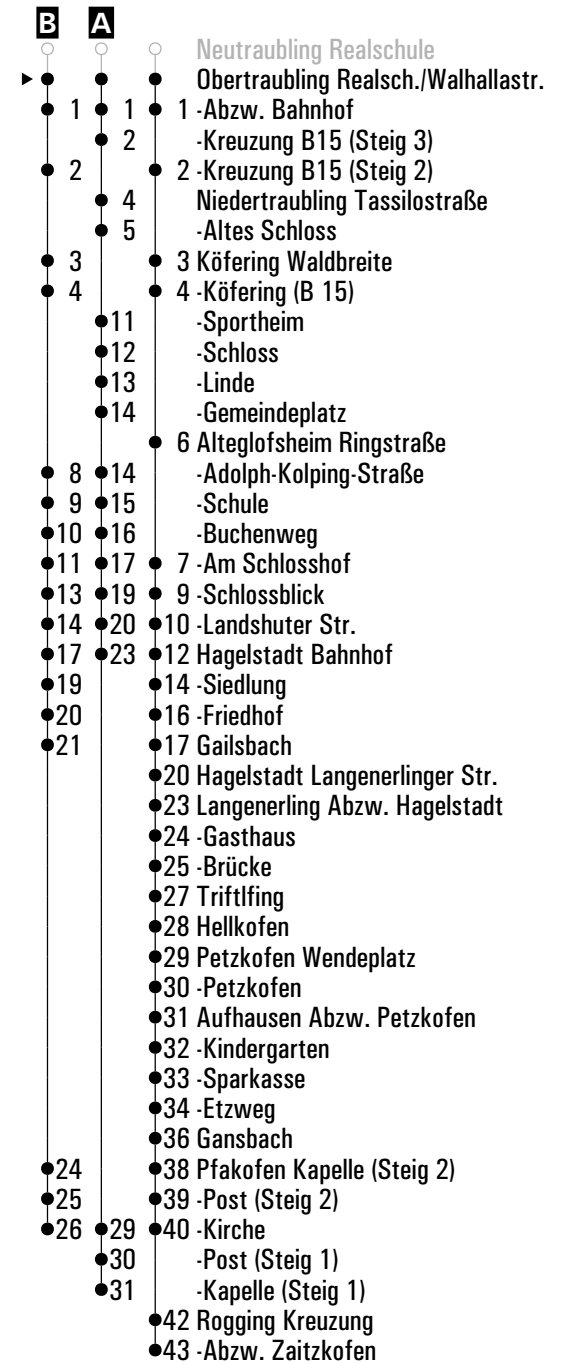 B A
Neutraubling Realschule
Obertraubling Realsch./Walhallastr.
1 1 1 -Abzw. Bahnhof
2 -Kreuzung B15 (Steig 3)
2 2 -Kreuzung B15 (Steig 2)
4 Niedertraubling Tassilostraße
5 -Altes Schloss
3 3 Köfering Waldbreite
4 4 -Köfering (B 15)
11 -Sportheim
12 -Schloss
13 -Linde
14 -Gemeindeplatz
6 Alteglofsheim Ringstraße
8 14 -Adolph-Kolping-Straße
9 15 -Schule
10 16 -Buchenweg
11 17 7 -Am Schlosshof
13 19 9 -Schlossblick
14 20 10 -Landshuter Str.
17 23 12 Hagelstadt Bahnhof
19 14 -Siedlung
20 16 -Friedhof
21 17 Gailsbach
20 Hagelstadt Langenerlinger Str.
23 Langenerling Abzw. Hagelstadt
24 -Gasthaus
25 -Brücke
27 Triftlfing
28 Hellkofen
29 Petzkofen Wendeplatz
30 -Petzkofen
31 Aufhausen Abzw. Petzkofen
32 -Kindergarten
33 -Sparkasse
34 -Etzweg
36 Gansbach
24 38 Pfakofen Kapelle (Steig 2)
25 39 -Post (Steig 2)
26 29 40 -Kirche
30 -Post (Steig 1)
31 -Kapelle (Steig 1)
42 Rogging Kreuzung
43 -Abzw. Zaitzkofen